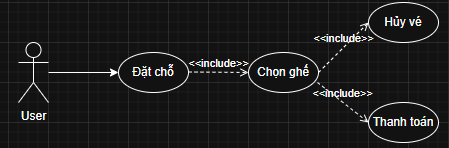 Hủy vé
<<include>>
Đặt chỗ
<<include>>
Chọn ghế
<<include>>
User
Thanh toán